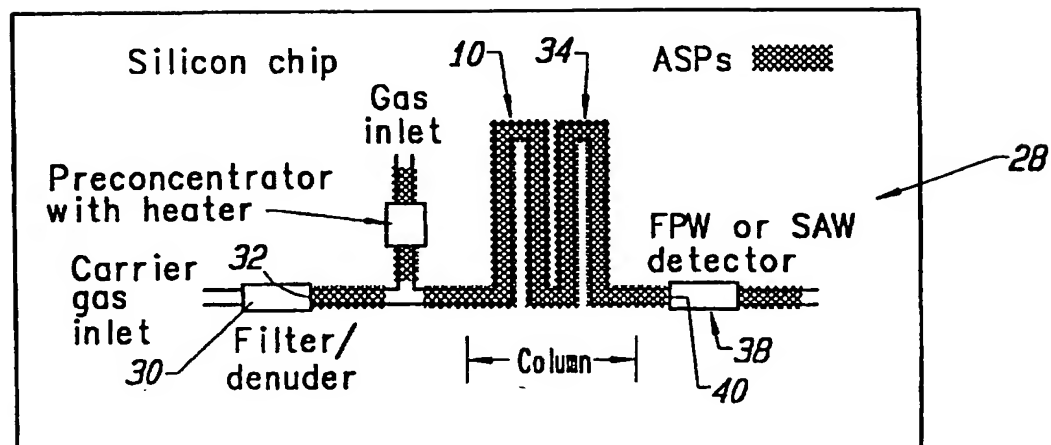 Silicon chip
10
34
ASPs
Gas
inlet
28
Preconcentrator
with heater
FPW or SAW
detector
Carrier
gas
inlet
32
30
Filter/
denuder
Column
38
40